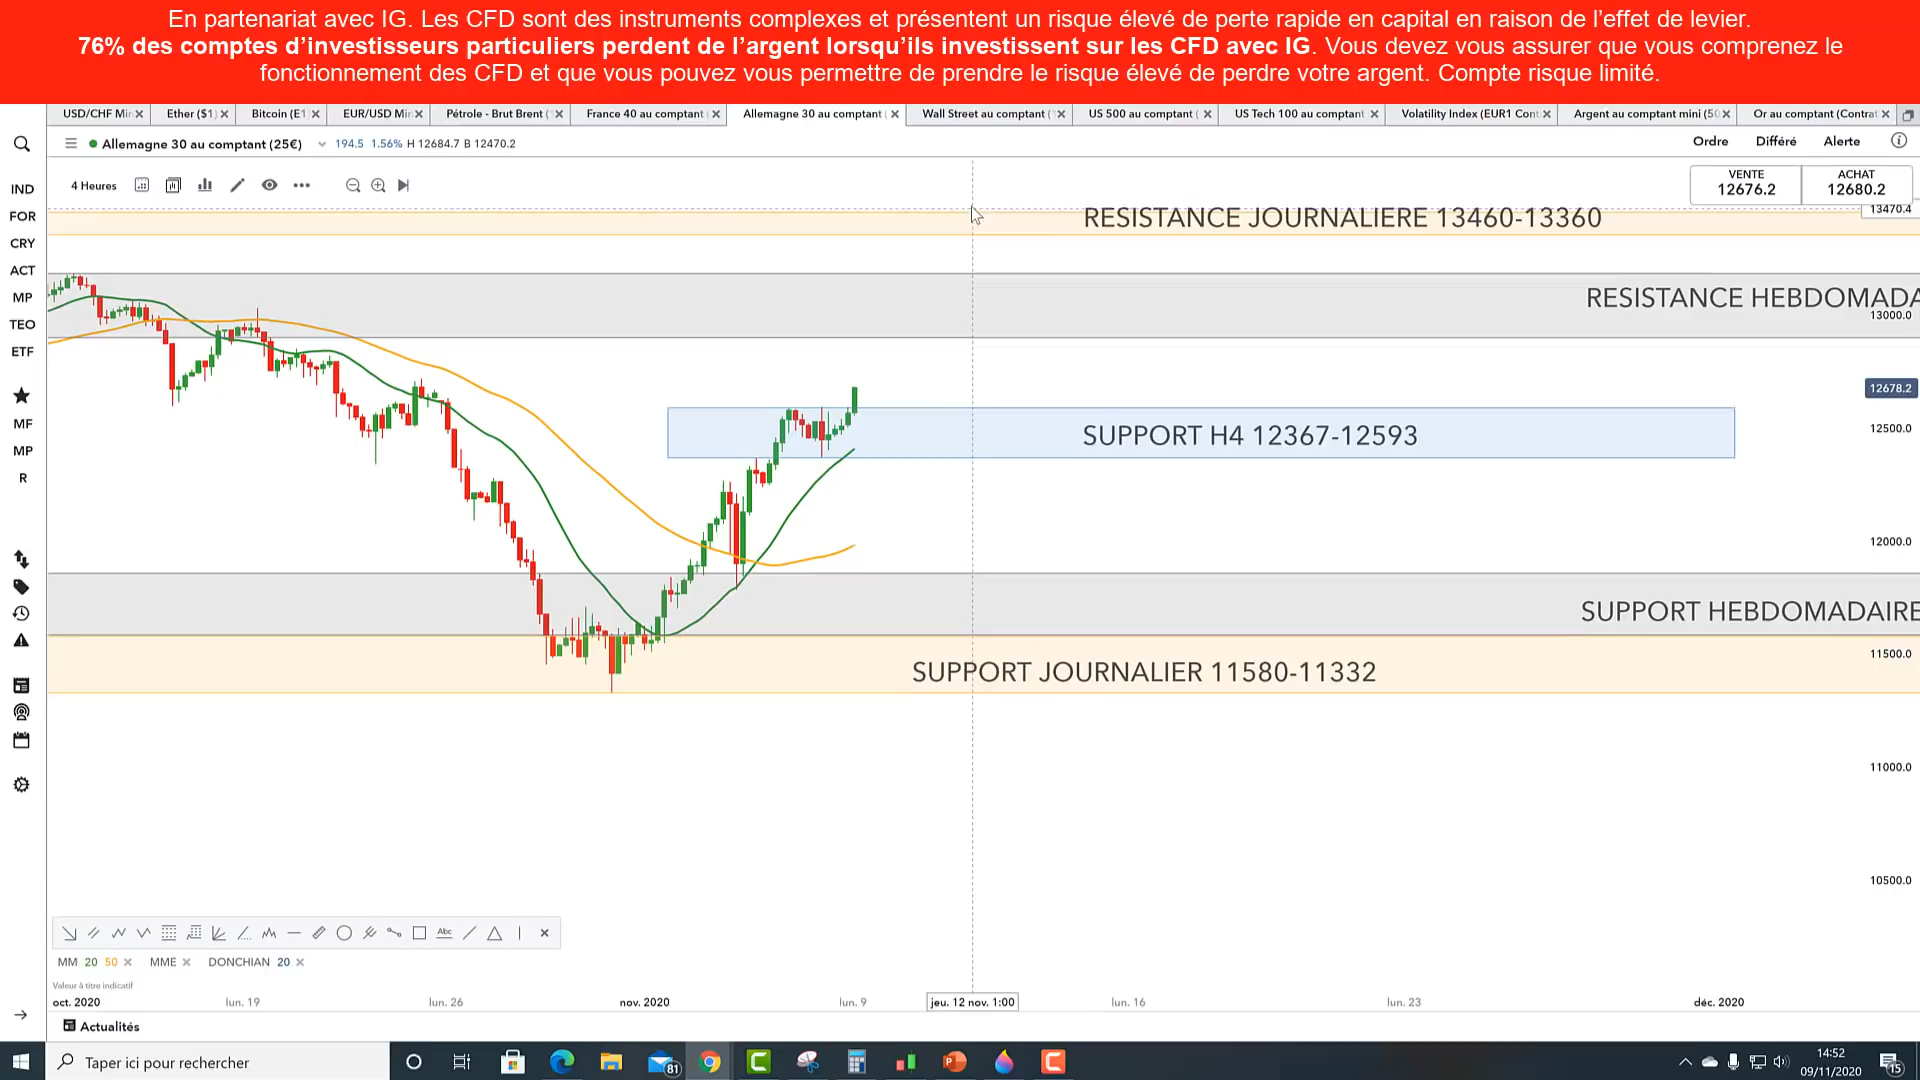 En partenariat avec IG. Les CFD sont des instruments complexes et présentent un risque élevé de perte rapide en capital en raison de l'effet de levier.
76% des comptes d'investisseurs particuliers perdent de l'argent lorsqu'ils investissent sur les CFD avec IG. Vous devez vous assurer que vous comprenez le
fonctionnement des CFD et que vous pouvez vous permettre de prendre le risque élevé de perdre votre argent. Compte risque limité.
USD/CHF Min Ether ($1) Bitcoin (E1 EUR/USD Min Pétrole - Brut Brent ( France 40 au comptant Allemagne 30 au comptant Wall Street au comptant ( US 500 au comptant ( US Tech 100 au comptant Volatility Index (EUR1 Cont Argent au comptant mini (50 Or au comptant (Contrat
Allemagne 30 au comptant (25€) 194.5 1.56% H 12684.7 B 12470.2
Ordre Différé Alerte
4 Heures
VENTE
12676.2
ACHAT
12680.2
IND
FOR
CRY
ACT
MP
TEO
ETF
MF
MP
R
RESISTANCE JOURNALIERE 13460-13360
13470.4
RESISTANCE HEBDOMADA
13000.0
12678.2
SUPPORT H4 12367-12593
12500.0
12000.0
SUPPORT HEBDOMADAIRE
11500.0
SUPPORT JOURNALIER 11580-11332
11000.0
10500.0
Abc
MM 20 50 MME DONCHIAN 20
Valeur à titre indicatif
oct. 2020 lun. 19 lun. 26 nov. 2020 lun. 9 jeu. 12 nov. 1:00 lun. 16 lun. 23 déc. 2020
Actualités
Taper ici pour rechercher
81
14:52
09/11/2020
15